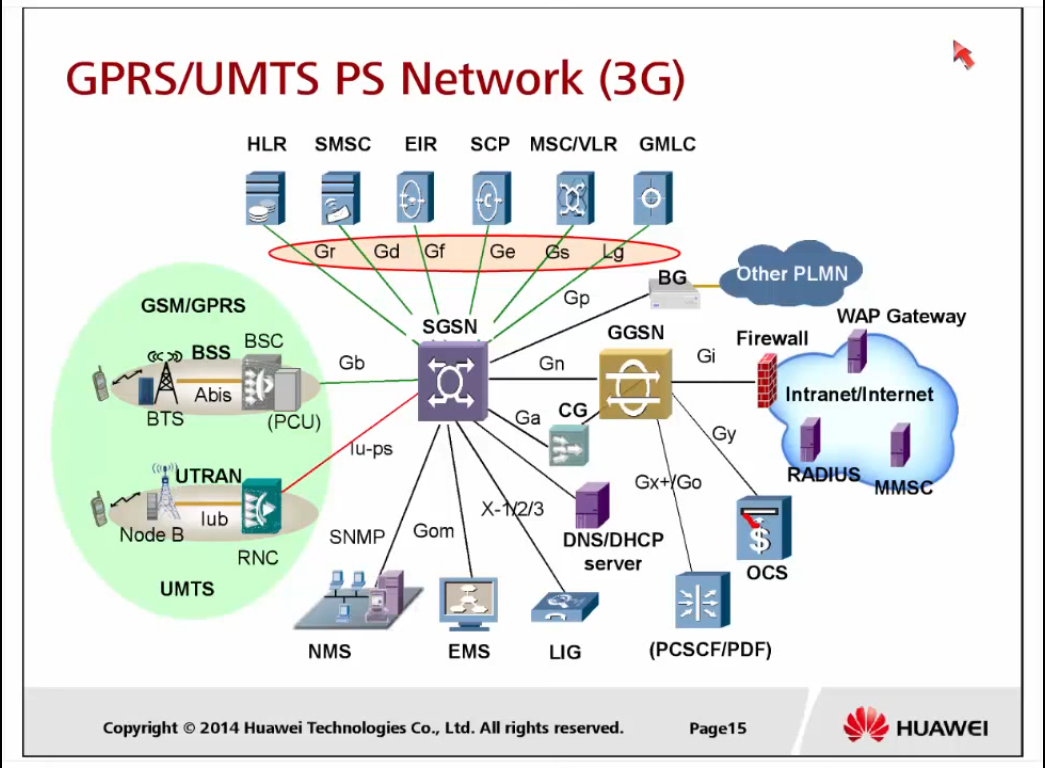 GPRS/UMTS PS Network (3G)
HLR SMSC EIR SCP MSC/VLR GMLC
Gr Gd Gf Ge Gs Lg
BG
Other PLMN
Gp
GSM/GPRS
SGSN
GGSN
WAP Gateway
Firewall
BSS
BSC
Gb
Gn
Gi
Abis
BTS
(PCU)
Intranet/Internet
CG
Ga
Iu-ps
Gy
UTRAN
RADIUS
MMSC
Gx+/Go
Iub
Node B
RNC
SNMP
Gom
X-1/2/3
DNS/DHCP
server
$
OCS
UMTS
NMS
EMS
LIG
(PCSCF/PDF)
Copyright © 2014 Huawei Technologies Co., Ltd. All rights reserved.
Page15
HUAWEI